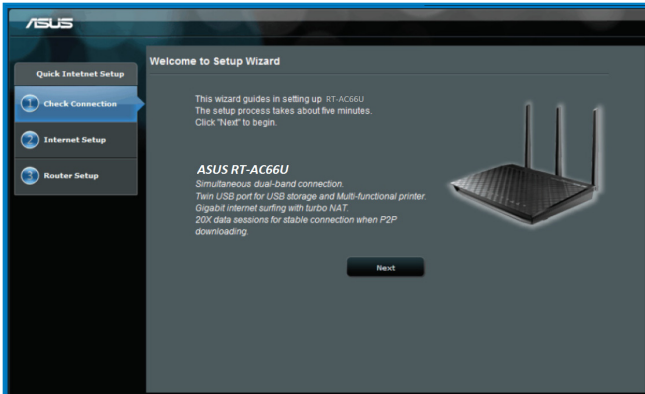 ASUS
Quick Intetnet Setup
1 Check Connection
2 Internet Setup
3 Router Setup
Welcome to Setup Wizard
This wizard guides in setting up RT-AC66U
The setup process takes about five minutes.
Click "Next" to begin.
ASUS RT-AC66U
Simultaneous dual-band connection.
Twin USB port for USB storage and Multi-functional printer.
Gigabit internet surfing with turbo NAT.
20X data sessions for stable connection when P2P
downloading.
Next